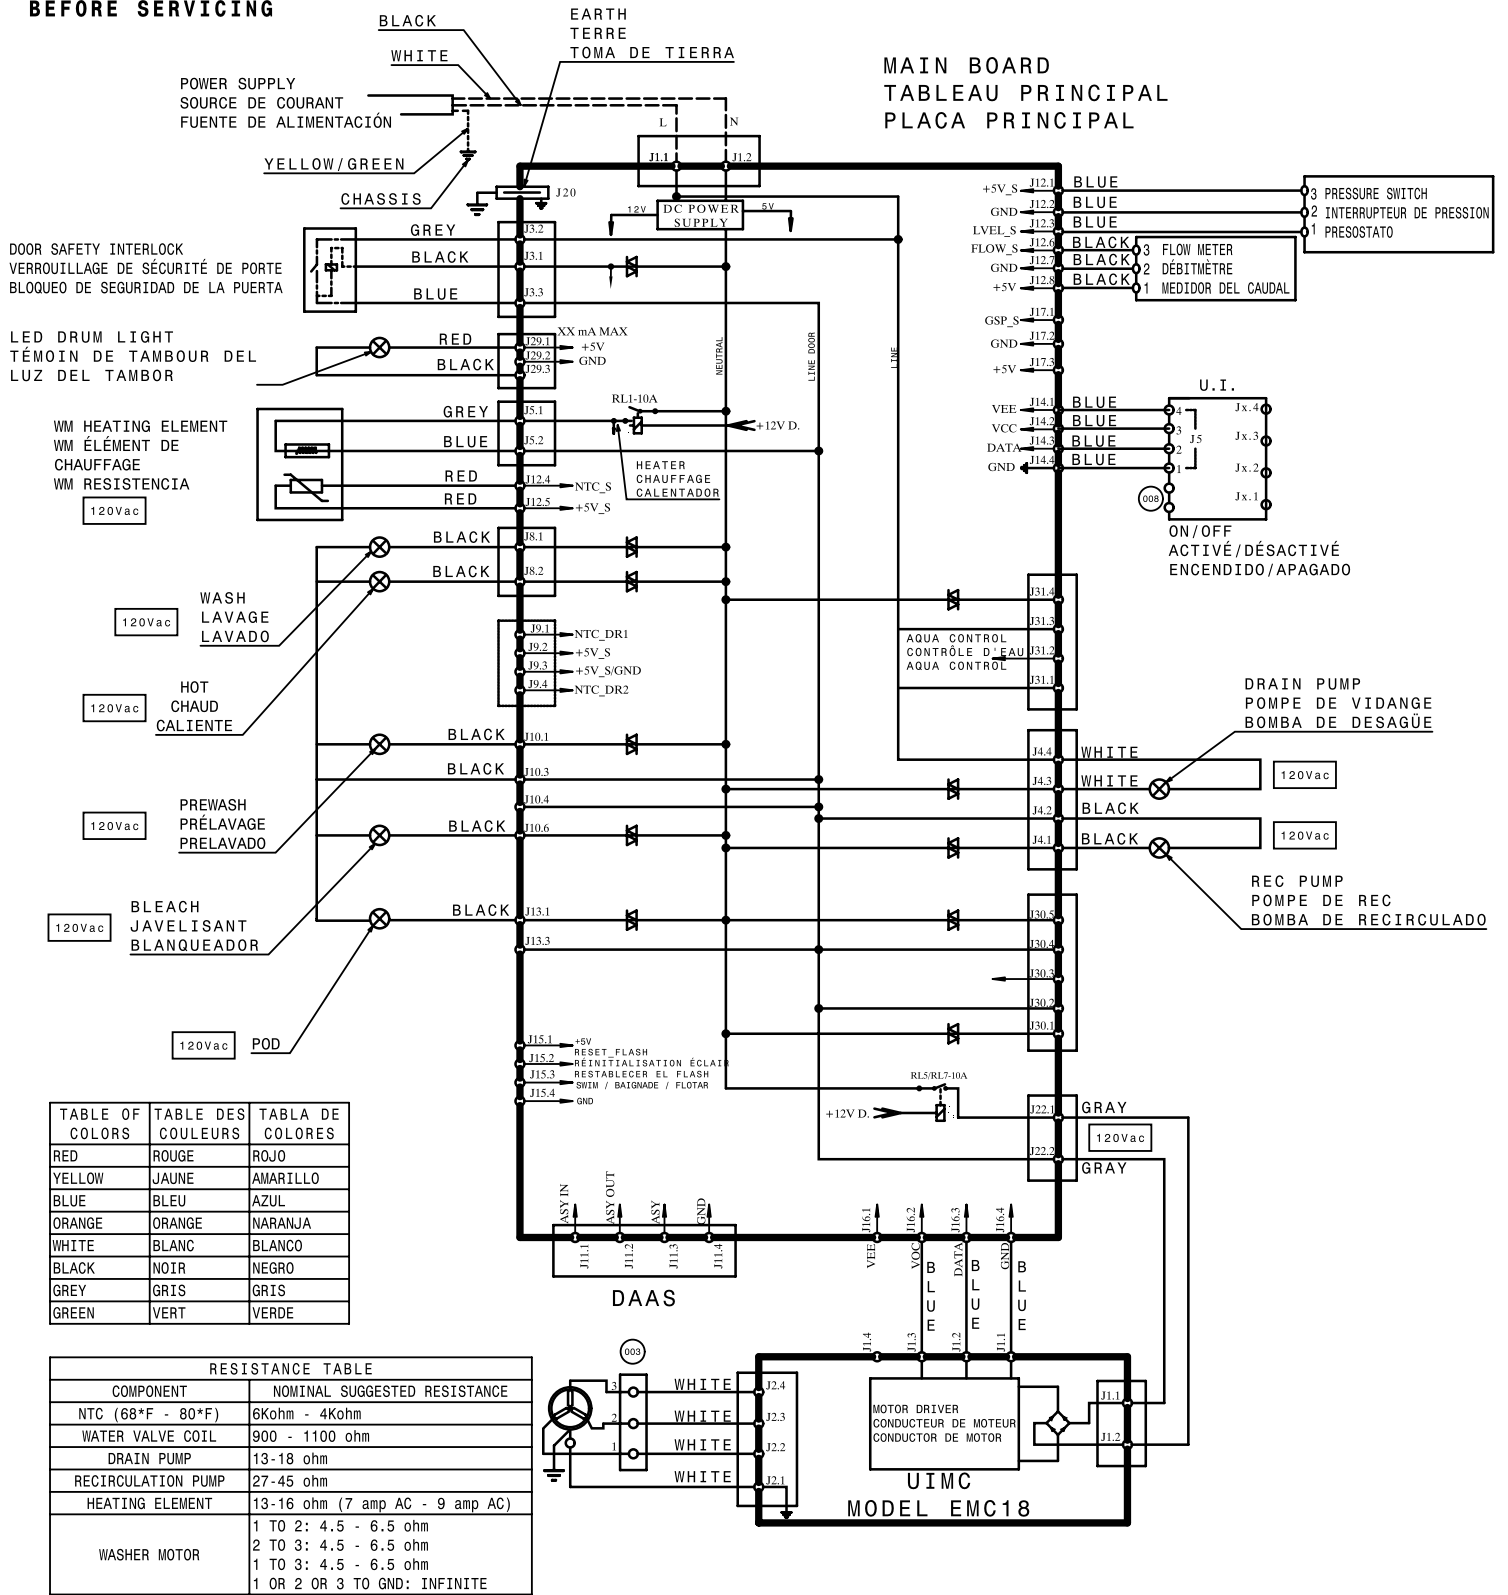 BEFORE SERVICING
BLACK
WHITE
EARTH
TERRE
TOMA DE TIERRA
POWER SUPPLY
SOURCE DE COURANT
FUENTE DE ALIMENTACIÓN
YELLOW/GREEN
CHASSIS
MAIN BOARD
TABLEAU PRINCIPAL
PLACA PRINCIPAL
L
N
J1.1
J1.2
J20
12V
DC POWER
SUPPLY
5V
DOOR SAFETY INTERLOCK
VERROUILLAGE DE SÉCURITÉ DE PORTE
BLOQUEO DE SEGURIDAD DE LA PUERTA
GREY
J3.2
BLACK
J3.1
BLUE
J3.3
LED DRUM LIGHT
TÉMOIN DE TAMBOUR DEL
LUZ DEL TAMBOR
RED
BLACK
J29.1
J29.2
J29.3
XX mA MAX
+5V
GND
NEUTRAL
LINE DOOR
LINE
WM HEATING ELEMENT
WM ÉLÉMENT DE
CHAUFFAGE
WM RESISTENCIA
120Vac
GREY
J5.1
BLUE
J5.2
RED
J12.4
NTC_S
RED
J12.5
+5V_S
RL1-10A
+12V D.
HEATER
CHAUFFAGE
CALENTADOR
BLACK
J8.1
BLACK
J8.2
WASH
LAVAGE
LAVADO
120Vac
J9.1
NTC_DR1
J9.2
+5V_S
J9.3
+5V_S/GND
J9.4
NTC_DR2
HOT
CHAUD
CALIENTE
120Vac
BLACK
J10.1
BLACK
J10.3
J10.4
BLACK
J10.6
PREWASH
PRÉLAVAGE
PRELAVADO
120Vac
BLEACH
JAVELISANT
BLANQUEADOR
120Vac
BLACK
J13.1
J13.3
120Vac
POD
J15.1
+5V
J15.2
RESET_FLASH
RÉINITIALISATION ÉCLAIR
RESTABLECER EL FLASH
J15.3
SWIM / BAIGNADE / FLOTAR
J15.4
GND
+5V_S
J12.1
BLUE
GND
J12.2
BLUE
LVEL_S
J12.3
BLUE
FLOW_S
J12.6
BLACK
GND
J12.7
BLACK
+5V
J12.8
BLACK
3 PRESSURE SWITCH
2 INTERRUPTEUR DE PRESSION
1 PRESOSTATO
3 FLOW METER
2 DÉBITMÈTRE
1 MEDIDOR DEL CAUDAL
GSP_S
J17.1
GND
J17.2
+5V
J17.3
VEE
J14.1
BLUE
VCC
J14.2
BLUE
DATA
J14.3
BLUE
GND
J14.4
BLUE
U.I.
4
3
2
1
J5
Jx.4
Jx.3
Jx.2
Jx.1
008
ON/OFF
ACTIVÉ/DÉSACTIVÉ
ENCENDIDO/APAGADO
J31.4
J31.3
J31.2
J31.1
AQUA CONTROL
CONTRÔLE D'EAU
AQUA CONTROL
DRAIN PUMP
POMPE DE VIDANGE
BOMBA DE DESAGÜE
J4.4
WHITE
J4.3
WHITE
J4.2
BLACK
J4.1
BLACK
120Vac
120Vac
REC PUMP
POMPE DE REC
BOMBA DE RECIRCULADO
J30.5
J30.4
J30.3
J30.2
J30.1
RL5/RL7-10A
+12V D.
J22.1
GRAY
120Vac
J22.2
GRAY
ASY IN
ASY OUT
ASY
GND
J11.1
J11.2
J11.3
J11.4
DAAS
J16.1
J16.2
J16.3
J16.4
VEE
VOC
DATA
GND
BLUE
BLUE
BLUE
J1.4
J1.3
J1.2
J1.1
MOTOR DRIVER
CONDUCTEUR DE MOTEUR
CONDUCTOR DE MOTOR
UIMC
MODEL EMC18
J1.1
J1.2
003
3
2
1
WHITE
J2.4
WHITE
J2.3
WHITE
J2.2
WHITE
J2.1
TABLE OF COLORS
TABLE DES COULEURS
TABLA DE COLORES
RED ROUGE ROJO
YELLOW JAUNE AMARILLO
BLUE BLEU AZUL
ORANGE ORANGE NARANJA
WHITE BLANC BLANCO
BLACK NOIR NEGRO
GREY GRIS GRIS
GREEN VERT VERDE
RESISTANCE TABLE
COMPONENT NOMINAL SUGGESTED RESISTANCE
NTC (68*F - 80*F) 6Kohm - 4Kohm
WATER VALVE COIL 900 - 1100 ohm
DRAIN PUMP 13-18 ohm
RECIRCULATION PUMP 27-45 ohm
HEATING ELEMENT 13-16 ohm (7 amp AC - 9 amp AC)
WASHER MOTOR
1 TO 2: 4.5 - 6.5 ohm
2 TO 3: 4.5 - 6.5 ohm
1 TO 3: 4.5 - 6.5 ohm
1 OR 2 OR 3 TO GND: INFINITE